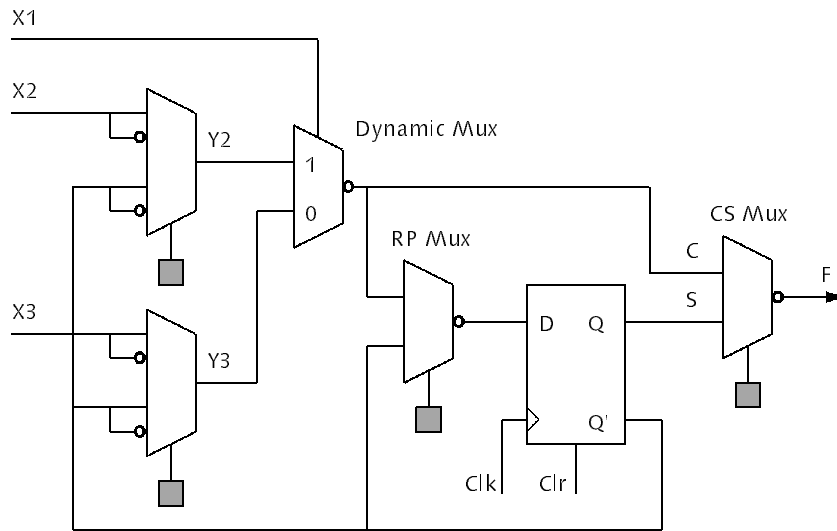 X1
X2
Y2
Dynamic Mux
1
0
RP Mux
CS Mux
C
S
F
X3
Y3
D
Q
Q'
Clk
Clr